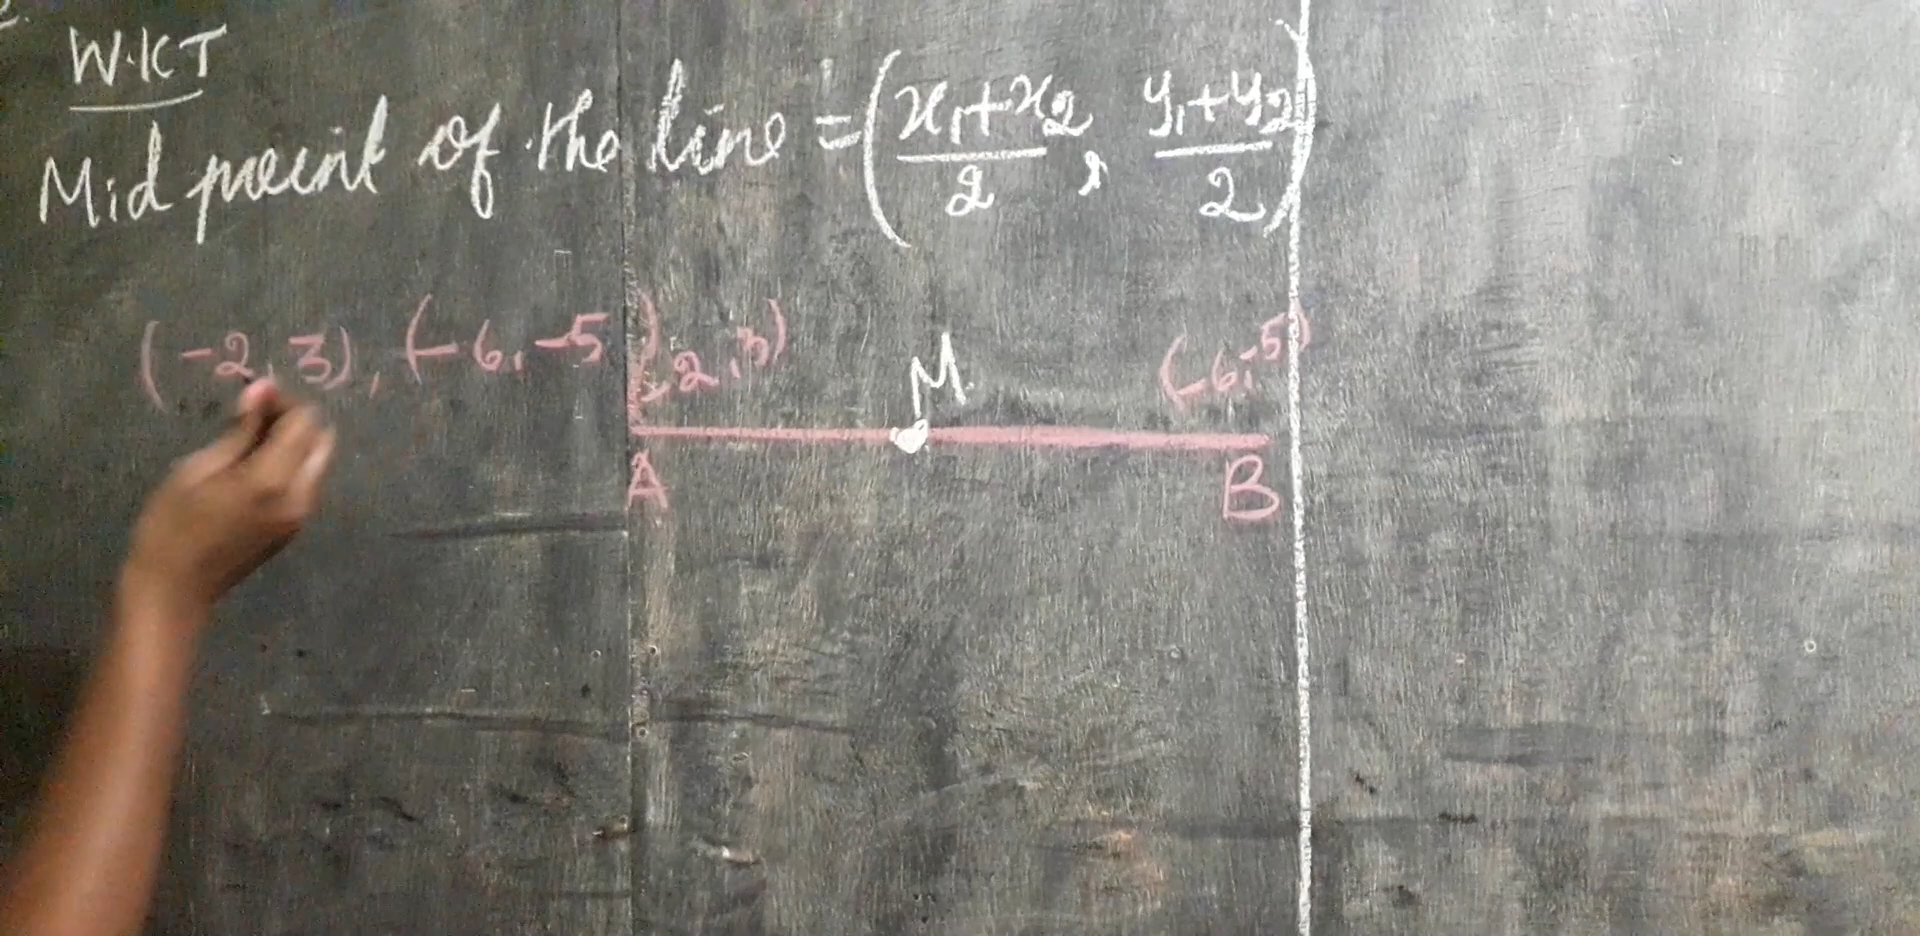 W.K.T
Mid point of the line = (x₁+x₂/2, y₁+y₂/2)
(-2, 3), (-6, -5)
(-2, 3)
M
(-6, -5)
A
B